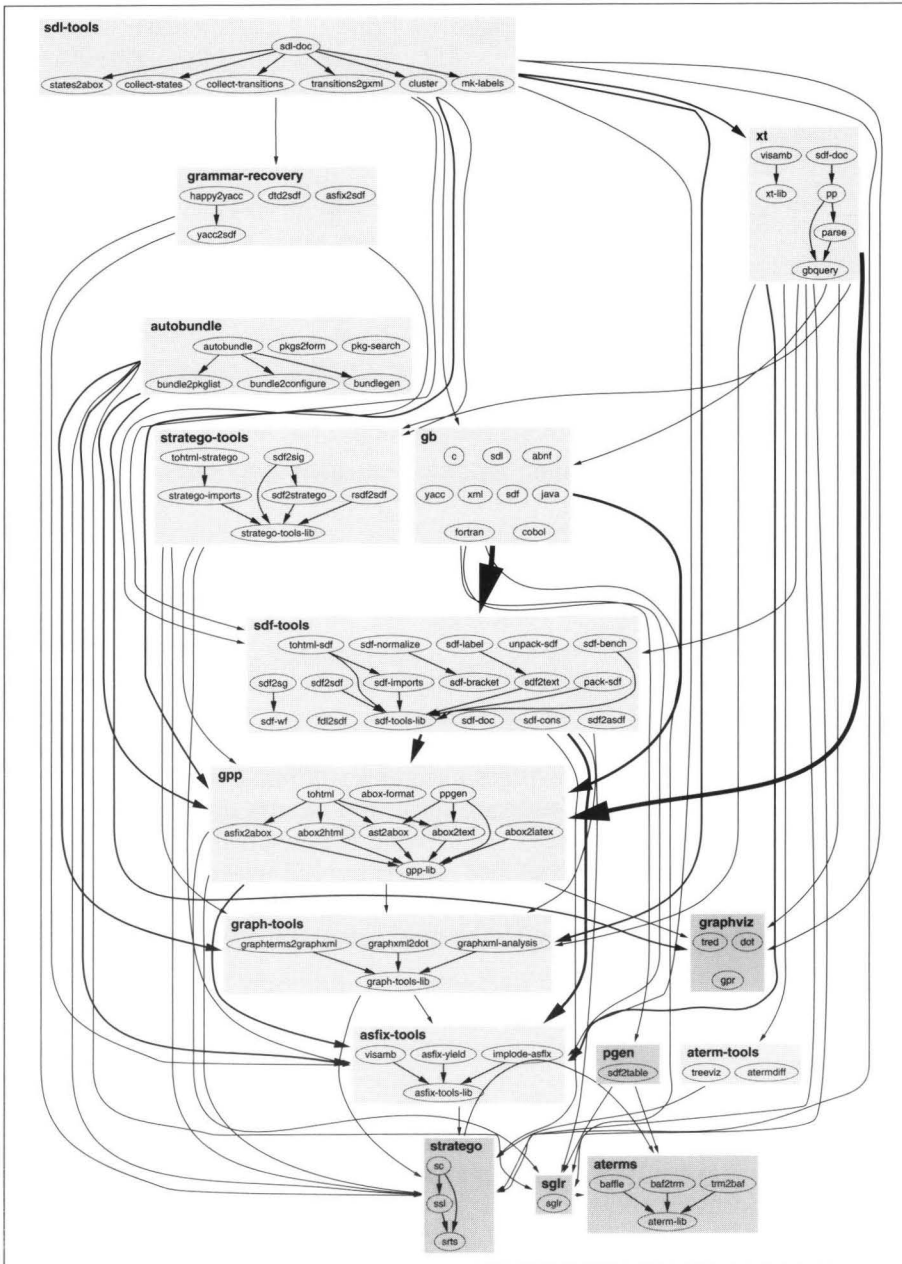 sdl-tools
sdl-doc
states2abox collect-states collect-transitions transitions2gxml cluster mk-labels
xt
visamb sdf-doc
xt-lib pp
parse
gbquery
grammar-recovery
happy2yacc dtd2sdf asfix2sdf
yacc2sdf
autobundle
autobundle pkgs2form pkg-search
bundle2pkglist bundle2configure bundlegen
stratego-tools
tohtml-stratego sdf2sig
stratego-imports sdf2stratego rsdf2sdf
stratego-tools-lib
gb
c sdl abnf
yacc xml sdf java
fortran cobol
sdf-tools
tohtml-sdf sdf-normalize sdf-label unpack-sdf sdf-bench
sdf2sg sdf2sdf sdf-imports sdf-bracket sdf2text pack-sdf
sdf-wf fdl2sdf sdf-tools-lib sdf-doc sdf-cons sdf2asdf
gpp
tohtml abox-format ppgen
asfix2abox abox2html ast2abox abox2text abox2latex
gpp-lib
graph-tools
graphterms2graphxml graphxml2dot graphxml-analysis
graph-tools-lib
graphviz
tred dot
gpr
asfix-tools
visamb asfix-yield implode-asfix
asfix-tools-lib
pgen
sdf2table
aterm-tools
treeviz atermdiff
stratego
sc
ssl
srts
sglr
sglr
aterms
baffle baf2trm trm2baf
aterm-lib